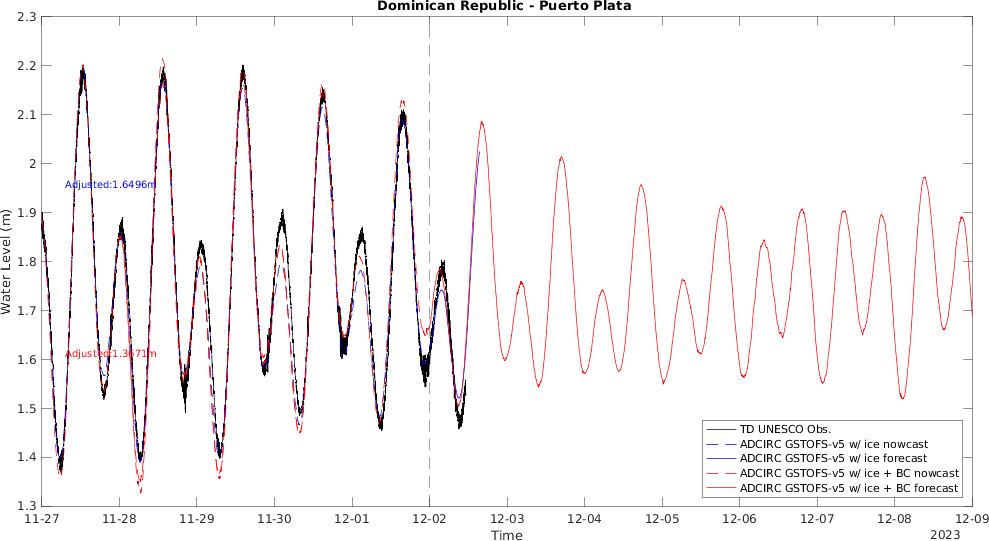 Dominican Republic - Puerto Plata
Water Level (m)
2.3
2.2
2.1
2
1.9
1.8
1.7
1.6
1.5
1.4
1.3
Adjusted:1.6496m
TD UNESCO Obs.
ADCIRC GSTOFS-v5 w/ ice nowcast
ADCIRC GSTOFS-v5 w/ ice forecast
ADCIRC GSTOFS-v5 w/ ice + BC nowcast
ADCIRC GSTOFS-v5 w/ ice + BC forecast
11-27 11-28 11-29 11-30 12-01 12-02 12-03 12-04 12-05 12-06 12-07 12-08 12-09
Time
2023